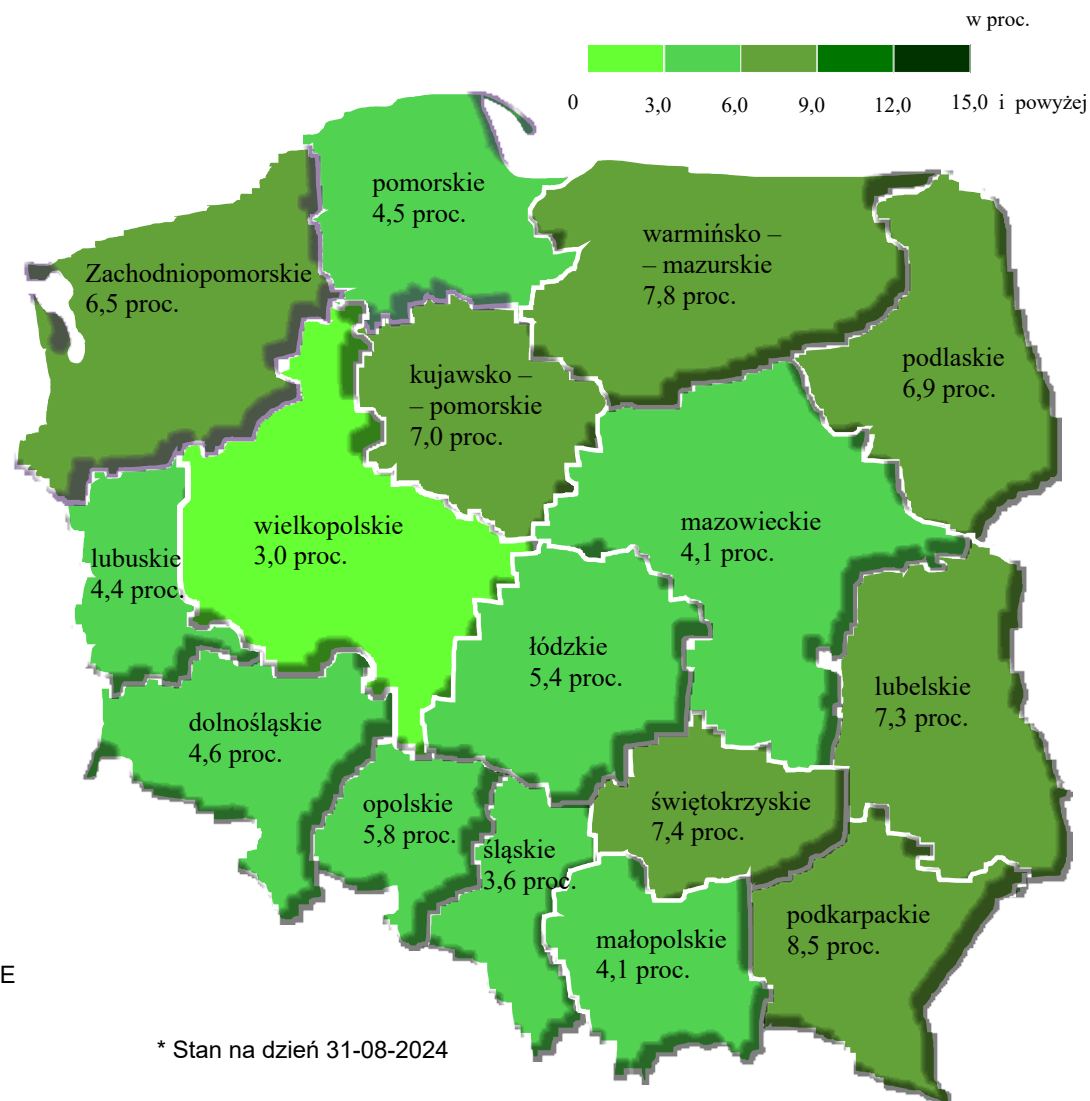 w proc.
0 3,0 6,0 9,0 12,0 15,0 i powyżej
pomorskie
4,5 proc.
warmińsko –
– mazurskie
7,8 proc.
Zachodniopomorskie
6,5 proc.
podlaskie
6,9 proc.
kujawsko –
– pomorskie
7,0 proc.
wielkopolskie
3,0 proc.
mazowieckie
4,1 proc.
lubuskie
4,4 proc.
łódzkie
5,4 proc.
lubelskie
7,3 proc.
dolnośląskie
4,6 proc.
opolskie
5,8 proc.
świętokrzyskie
7,4 proc.
śląskie
3,6 proc.
podkarpackie
8,5 proc.
małopolskie
4,1 proc.
E
* Stan na dzień 31-08-2024